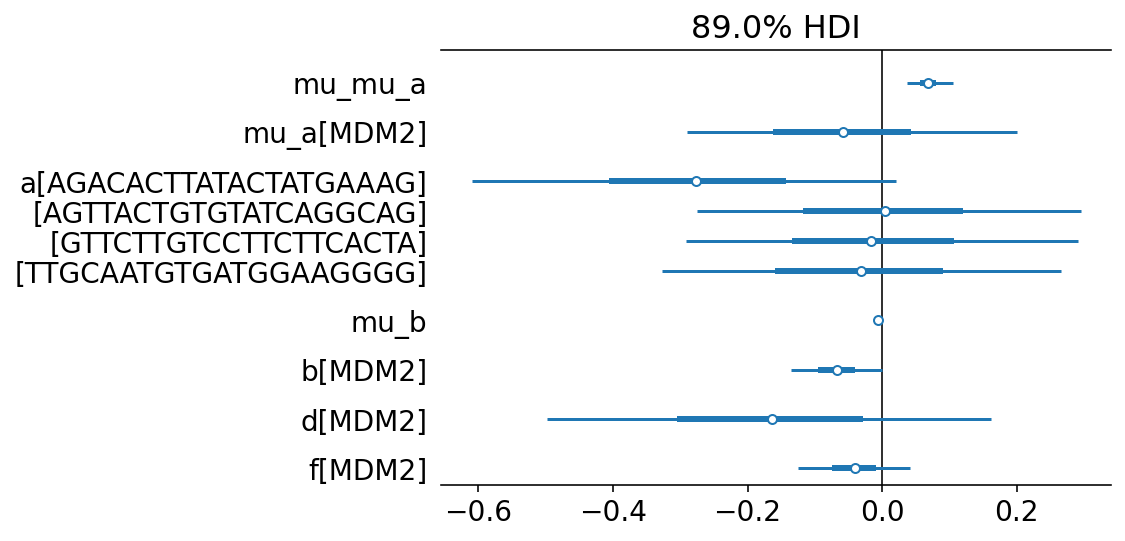 89.0% HDI
mu_mu_a
mu_a[MDM2]
a[AGACACTTATACTATGAAAG]
[AGTTACTGTGTATCAGGCAG]
[GTTCTTGTCCTTCTTCACTA]
[TTGCAATGTGATGGAAGGGG]
mu_b
b[MDM2]
d[MDM2]
f[MDM2]
−0.6 −0.4 −0.2 0.0 0.2